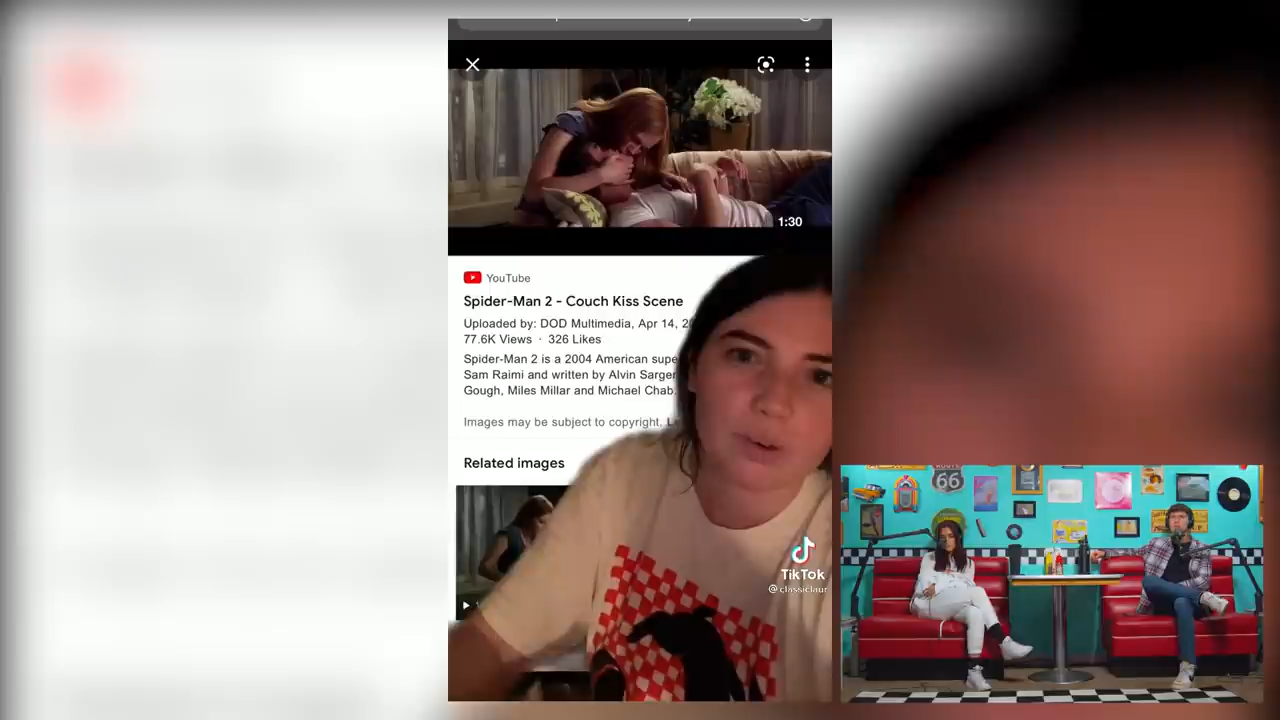 1:30
YouTube
Spider-Man 2 - Couch Kiss Scene
Uploaded by: DOD Multimedia, Apr 14, 2
77.6K Views · 326 Likes
Spider-Man 2 is a 2004 American supe
Sam Raimi and written by Alvin Sarger
Gough, Miles Millar and Michael Chab.
Images may be subject to copyright. L
Related images
TikTok
@classiclaur
ROUTE
66